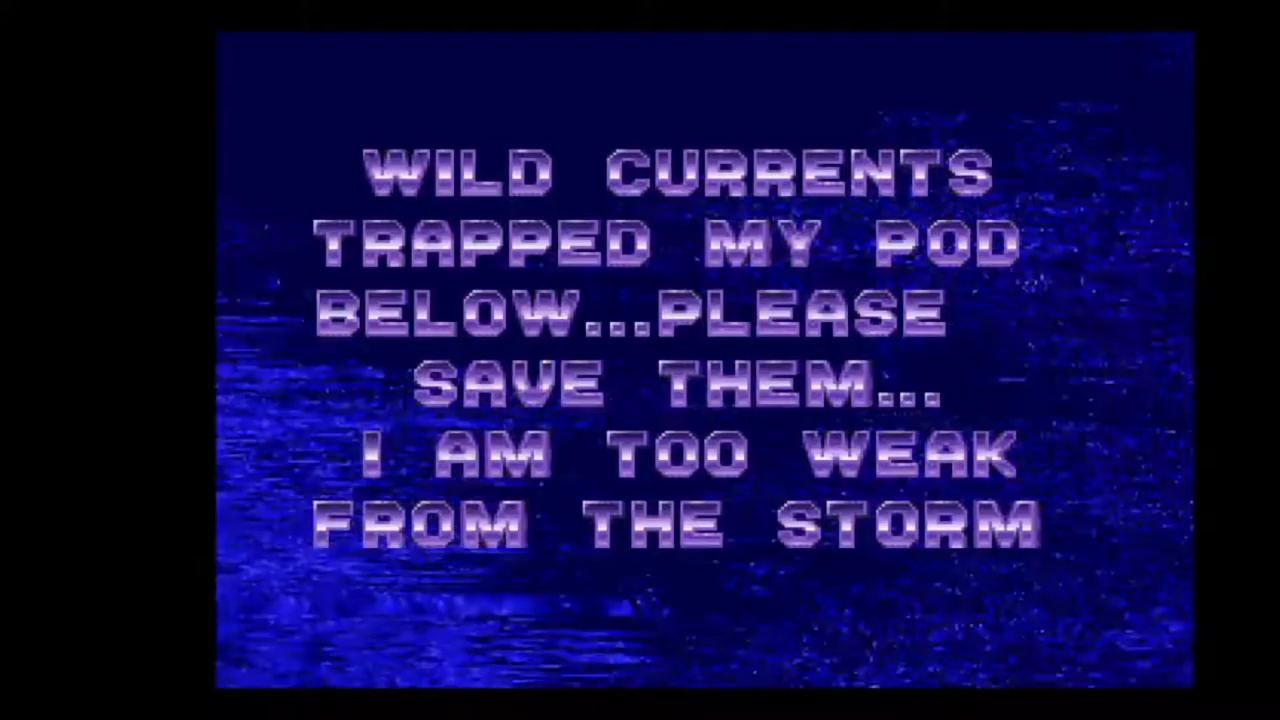 WILD CURRENTS
TRAPPED MY POD
BELOW...PLEASE
SAVE THEM...
I AM TOO WEAK
FROM THE STORM